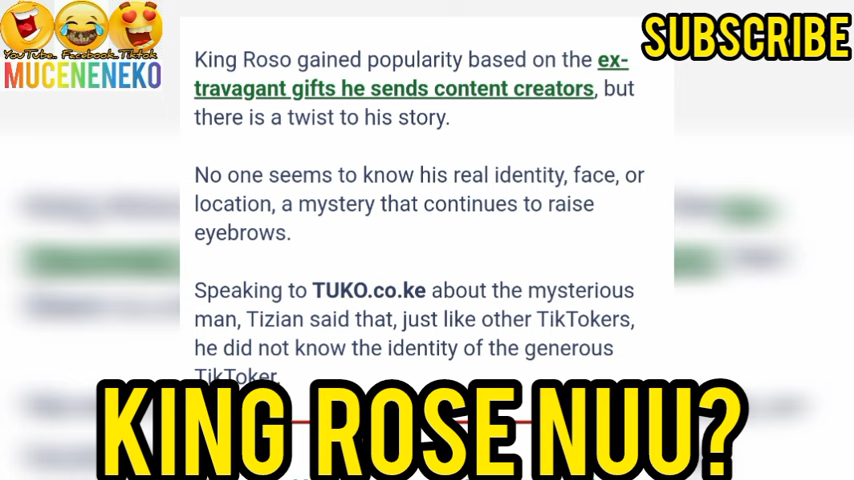 YouTube. Facebook. Tiktok
MUCENENEKO
SUBSCRIBE
King Roso gained popularity based on the ex-
travagant gifts he sends content creators, but
there is a twist to his story.
No one seems to know his real identity, face, or
location, a mystery that continues to raise
eyebrows.
Speaking to TUKO.co.ke about the mysterious
man, Tizian said that, just like other TikTokers,
he did not know the identity of the generous
TikToker.
KING ROSE NUU?